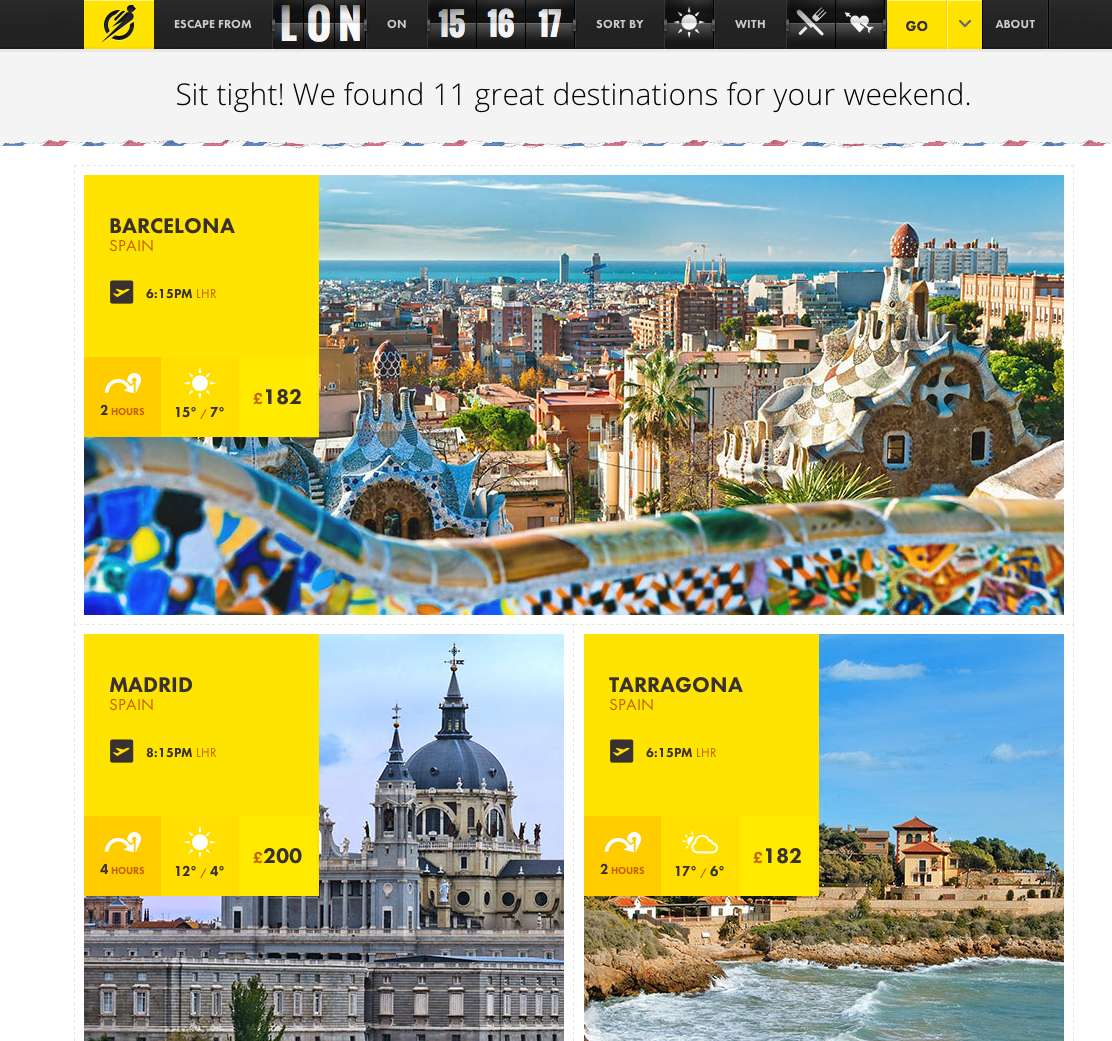 ESCAPE FROM LON ON 15 16 17 SORT BY WITH GO ABOUT
Sit tight! We found 11 great destinations for your weekend.
BARCELONA
SPAIN
6:15PM LHR
2 HOURS 15° / 7° £182
MADRID
SPAIN
8:15PM LHR
4 HOURS 12° / 4° £200
TARRAGONA
SPAIN
6:15PM LHR
2 HOURS 17° / 6° £182